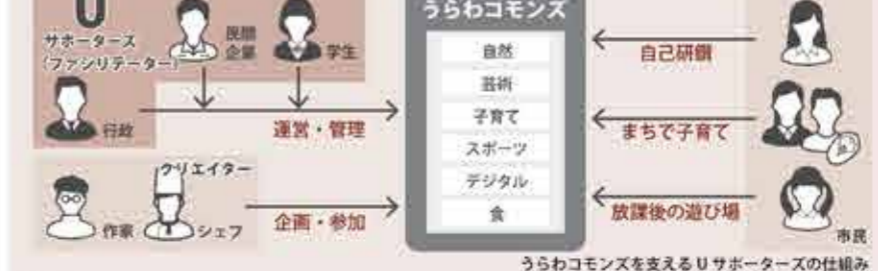 U
サポーターズ
(ファシリテーター)
民間
企業
学生
行政
運営・管理
クリエイター
作家
シェフ
企画・参加
うらわコモンズ
自然
芸術
子育て
スポーツ
デジタル
食
自己研鑽
まちで子育て
放課後の遊び場
市民
うらわコモンズを支えるUサポーターズの仕組み